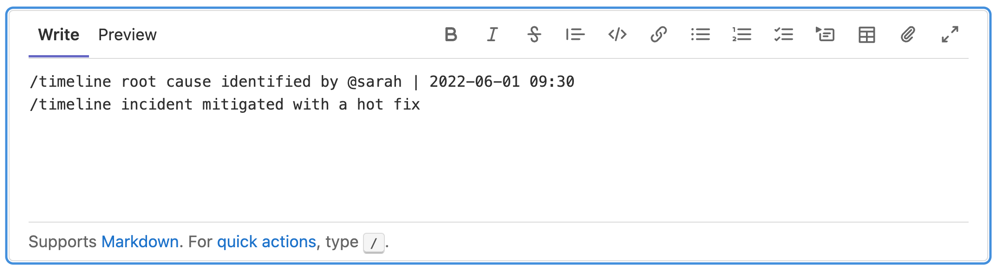 Write Preview
/timeline root cause identified by @sarah | 2022-06-01 09:30
/timeline incident mitigated with a hot fix
Supports Markdown. For quick actions, type /.